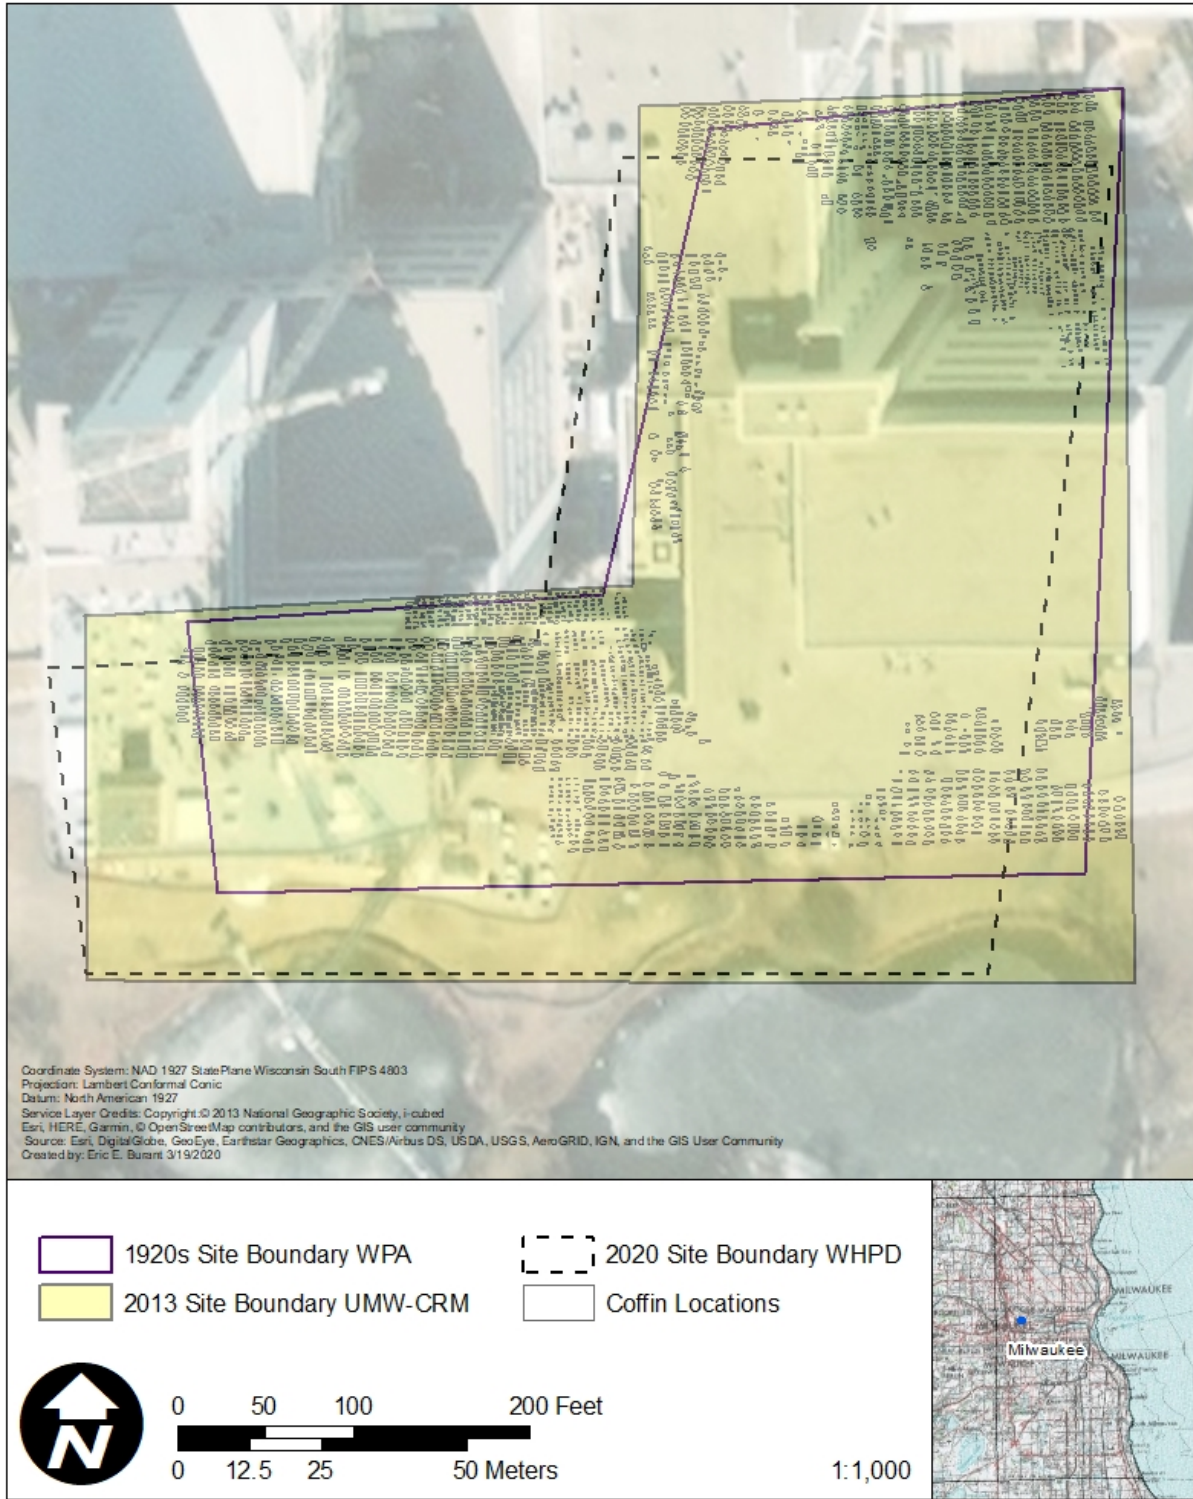 Coordinate System: NAD 1927 StatePlane Wisconsin South FIPS 4803
Projection: Lambert Conformal Conic
Datum: North American 1927
Service Layer Credits: Copyright:© 2013 National Geographic Society, i-cubed
Esri, HERE, Garmin, © OpenStreetMap contributors, and the GIS user community
Source: Esri, DigitalGlobe, GeoEye, Earthstar Geographics, CNES/Airbus DS, USDA, USGS, AeroGRID, IGN, and the GIS User Community
Created by: Eric E. Burant 3/19/2020
1920s Site Boundary WPA
2020 Site Boundary WHPD
2013 Site Boundary UMW-CRM
Coffin Locations
N
0 50 100 200 Feet
0 12.5 25 50 Meters
1:1,000
MILWAUKEE
Milwaukee
MILWAUKEE